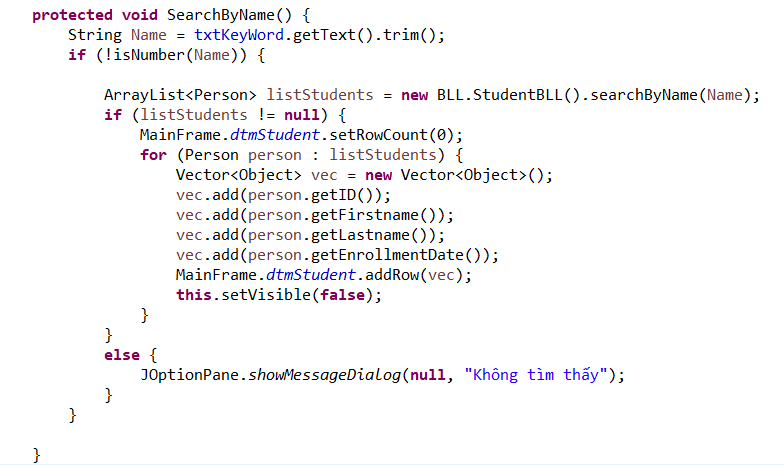 protected void SearchByName() {
String Name = txtKeyWord.getText().trim();
if (!isNumber(Name)) {
ArrayList<Person> listStudents = new BLL.StudentBLL().searchByName(Name);
if (listStudents != null) {
MainFrame.dtmStudent.setRowCount(0);
for (Person person : listStudents) {
Vector<Object> vec = new Vector<Object>();
vec.add(person.getID());
vec.add(person.getFirstname());
vec.add(person.getLastname());
vec.add(person.getEnrollmentDate());
MainFrame.dtmStudent.addRow(vec);
this.setVisible(false);
}
}
else {
JOptionPane.showMessageDialog(null, "Không tìm thấy");
}
}
}